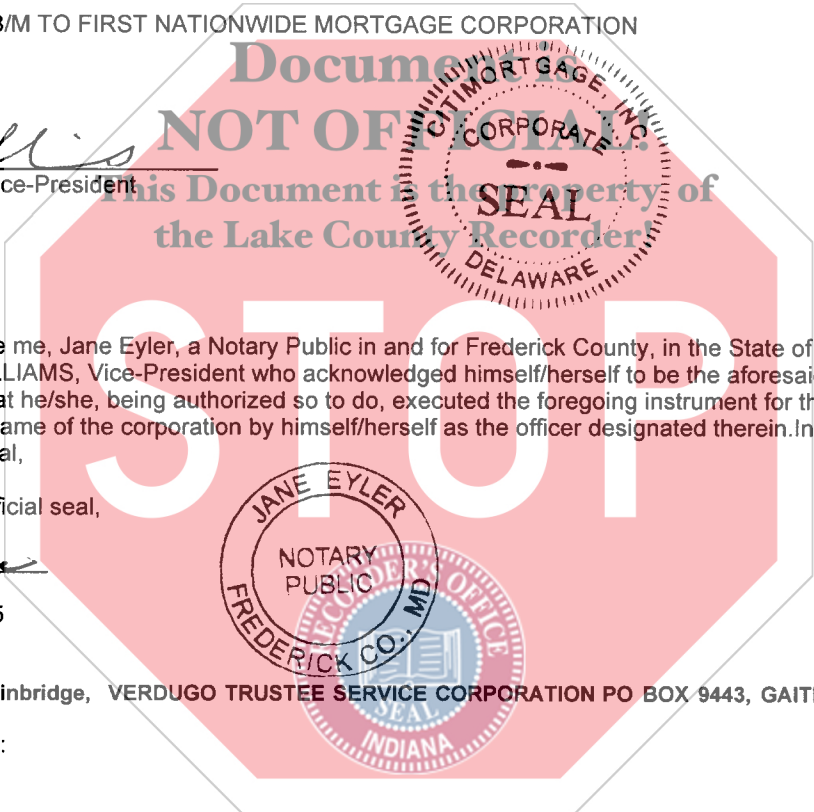 /M TO FIRST NATIONWIDE MORTGAGE CORPORATION
Document is
NOT OFFICIAL!
This Document is the property of
the Lake County Recorder!
CITIMORTGAGE INC
CORPORATE
SEAL
DELAWARE
ce-President
STOP
e me, Jane Eyler, a Notary Public in and for Frederick County, in the State of
LLIAMS, Vice-President who acknowledged himself/herself to be the aforesai
at he/she, being authorized so to do, executed the foregoing instrument for th
ame of the corporation by himself/herself as the officer designated therein.In
al,
ficial seal,
JANE EYLER
NOTARY
PUBLIC
FREDERICK CO., MD
RECORDER'S OFFICE
SEAL
INDIANA
5
inbridge, VERDUGO TRUSTEE SERVICE CORPORATION PO BOX 9443, GAIT
: